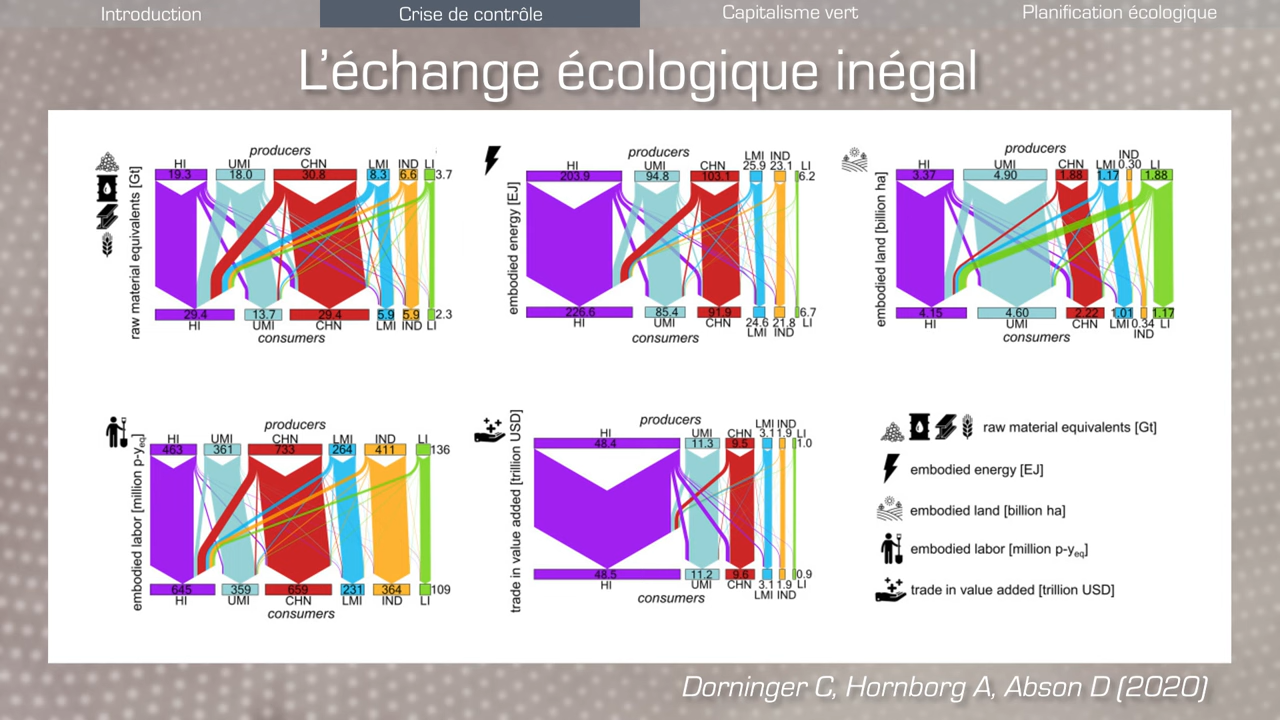 Introduction
Crise de contrôle
Capitalisme vert
Planification écologique
L'échange écologique inégal
producers
HI UMI CHN LMI IND LI
19.3 18.0 30.8 8.3 6.6 3.7
raw material equivalents [Gt]
29.4 13.7 29.4 5.9 5.9 2.3
HI UMI CHN LMI IND LI
consumers
producers
HI UMI CHN LMI IND LI
203.9 94.8 103.1 25.9 23.1 6.2
embodied energy [EJ]
226.6 85.4 91.9 24.6 21.8 6.7
HI UMI CHN LMI IND LI
consumers
producers
HI UMI CHN LMI IND LI
3.37 4.90 1.88 1.17 0.30 1.88
embodied land [billion ha]
4.15 4.60 2.22 1.01 0.34 1.17
HI UMI CHN LMI IND LI
consumers
producers
HI UMI CHN LMI IND LI
463 361 733 264 411 136
embodied labor [million p-yeq]
645 359 659 231 364 109
HI UMI CHN LMI IND LI
consumers
producers
HI UMI CHN LMI IND LI
48.4 11.3 9.5 3.1 1.9 1.0
trade in value added [trillion USD]
48.5 11.2 9.6 3.1 1.9 0.9
HI UMI CHN LMI IND LI
consumers
raw material equivalents [Gt]
embodied energy [EJ]
embodied land [billion ha]
embodied labor [million p-yeq]
trade in value added [trillion USD]
Dorninger C, Hornborg A, Abson D (2020)